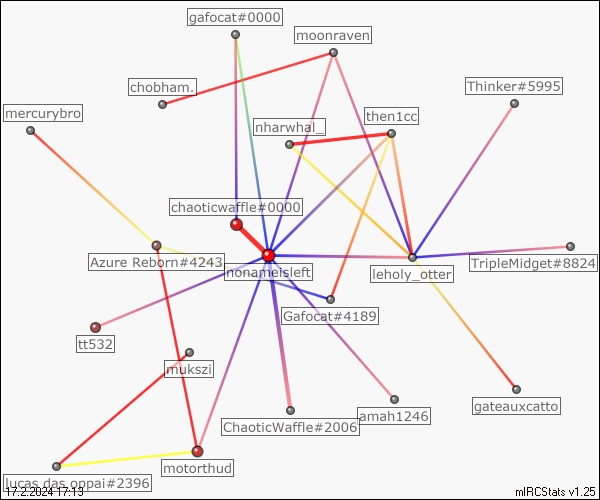 gafocat#0000
moonraven
chobham.
Thinker#5995
mercurybro
then1cc
nharwhal_
chaoticwaffle#0000
Azure Reborn#4243
nonameisleft
leholy_otter
TripleMidget#8824
Gafocat#4189
tt532
mukszi
amah1246
gateauxcatto
ChaoticWaffle#2006
motorthud
lucas das oppai#2396
17.2.2024 17:13
mIRCStats v1.25